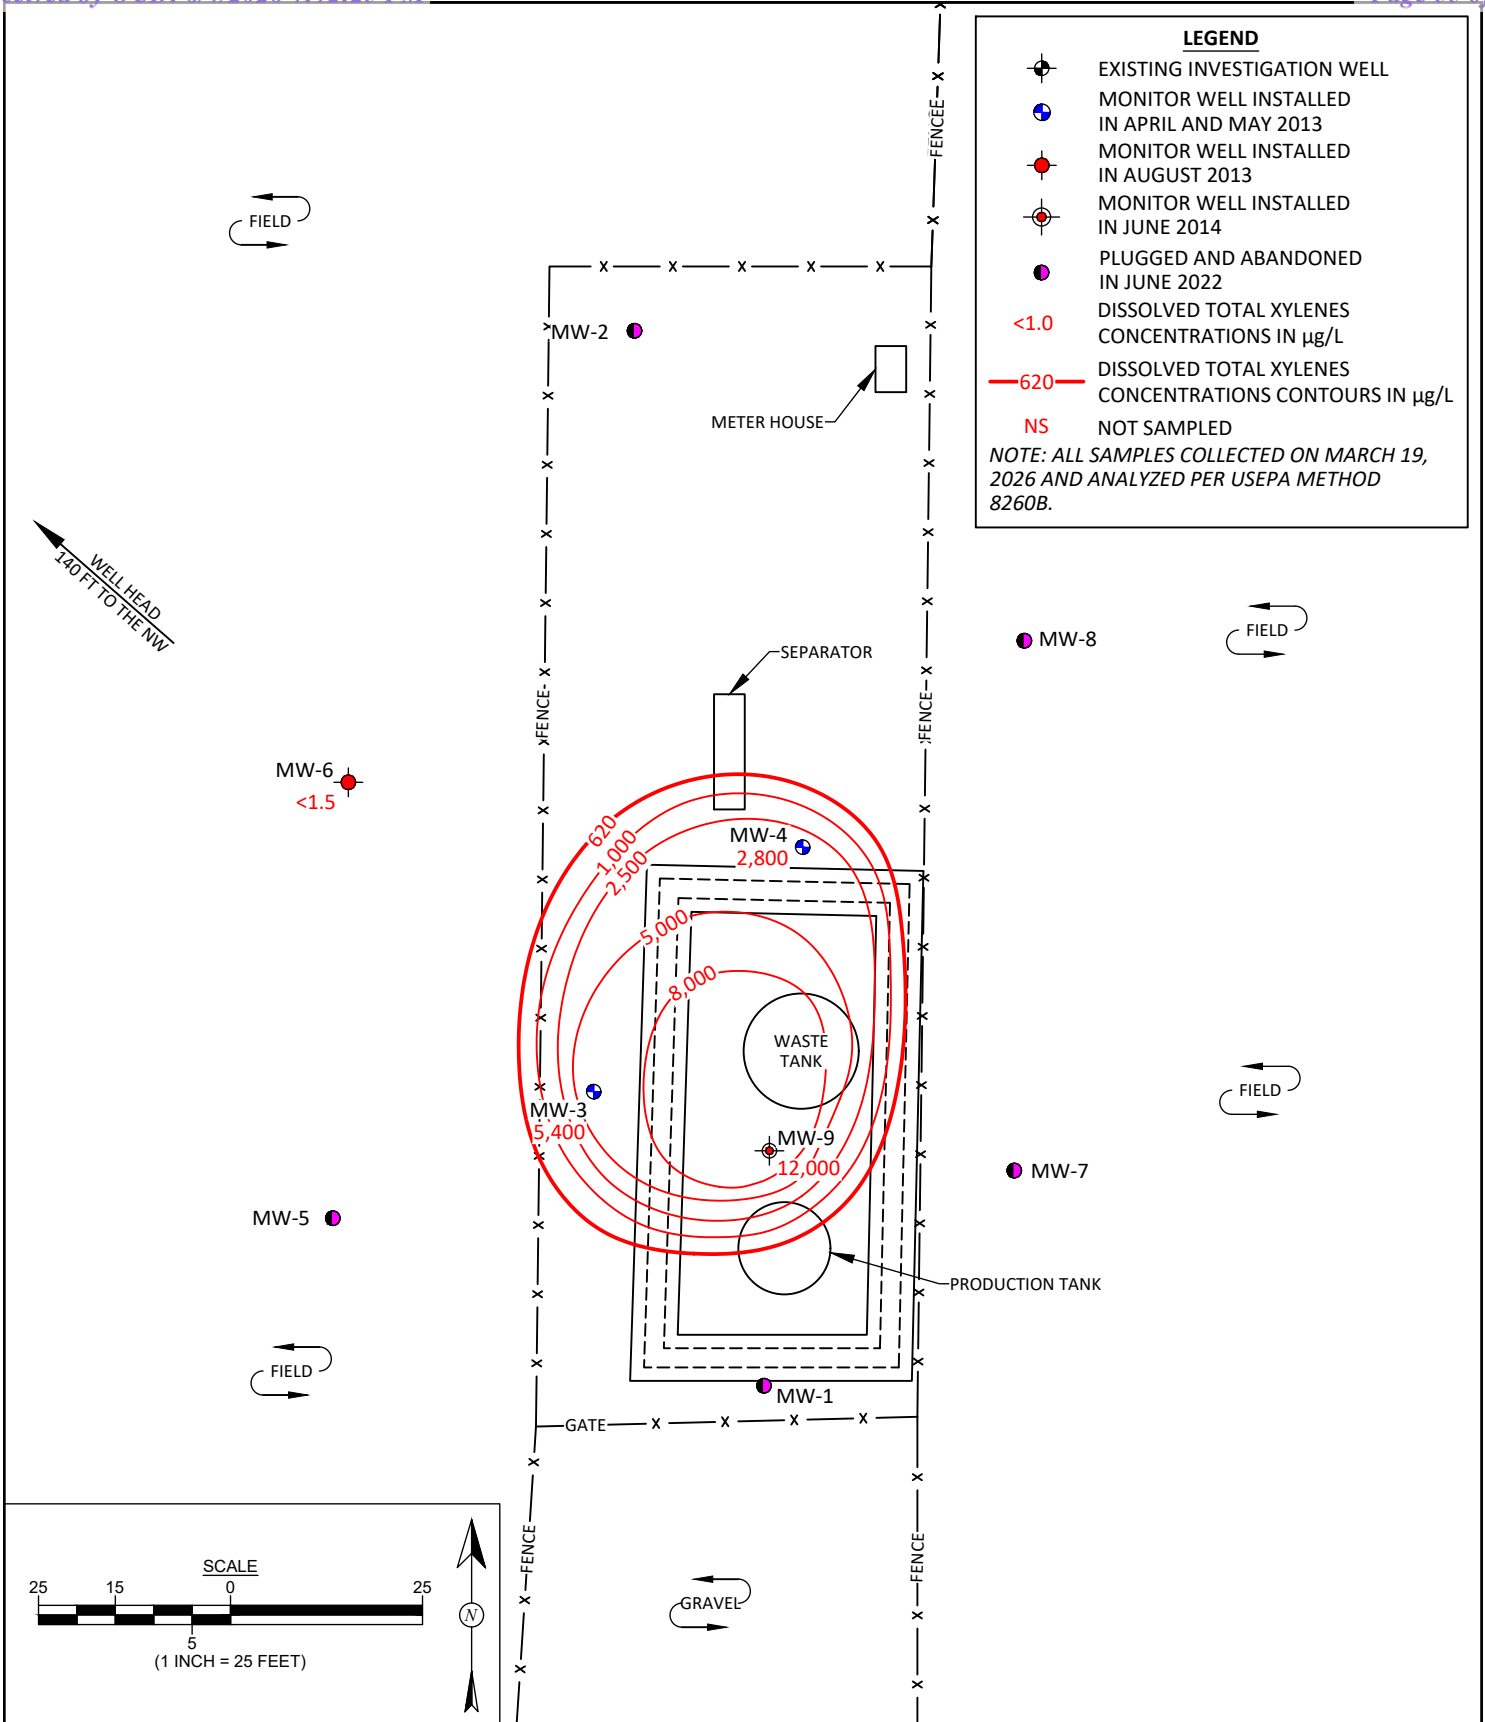 LEGEND
EXISTING INVESTIGATION WELL
MONITOR WELL INSTALLED
IN APRIL AND MAY 2013
MONITOR WELL INSTALLED
IN AUGUST 2013
MONITOR WELL INSTALLED
IN JUNE 2014
PLUGGED AND ABANDONED
IN JUNE 2022
<1.0
DISSOLVED TOTAL XYLENES
CONCENTRATIONS IN µg/L
620
DISSOLVED TOTAL XYLENES
CONCENTRATIONS CONTOURS IN µg/L
NS NOT SAMPLED
NOTE: ALL SAMPLES COLLECTED ON MARCH 19,
2026 AND ANALYZED PER USEPA METHOD
8260B.
FENCE
FIELD
MW-2
METER HOUSE
WELL HEAD
140 FT TO THE NW
FIELD
MW-8
SEPARATOR
FENCE
FENCE
MW-6
<1.5
620
1,000
2,500
MW-4
2,800
5,000
8,000
WASTE
TANK
MW-3
5,400
MW-9
12,000
FIELD
MW-7
MW-5
PRODUCTION TANK
FIELD
MW-1
GATE
FENCE
FENCE
GRAVEL
SCALE
25 15 0 25
5
(1 INCH = 25 FEET)
N